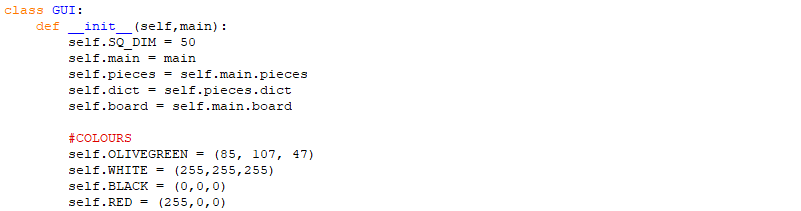 class GUI:
    def __init__(self,main):
        self.SQ_DIM = 50
        self.main = main
        self.pieces = self.main.pieces
        self.dict = self.pieces.dict
        self.board = self.main.board

        #COLOURS
        self.OLIVEGREEN = (85, 107, 47)
        self.WHITE = (255,255,255)
        self.BLACK = (0,0,0)
        self.RED = (255,0,0)